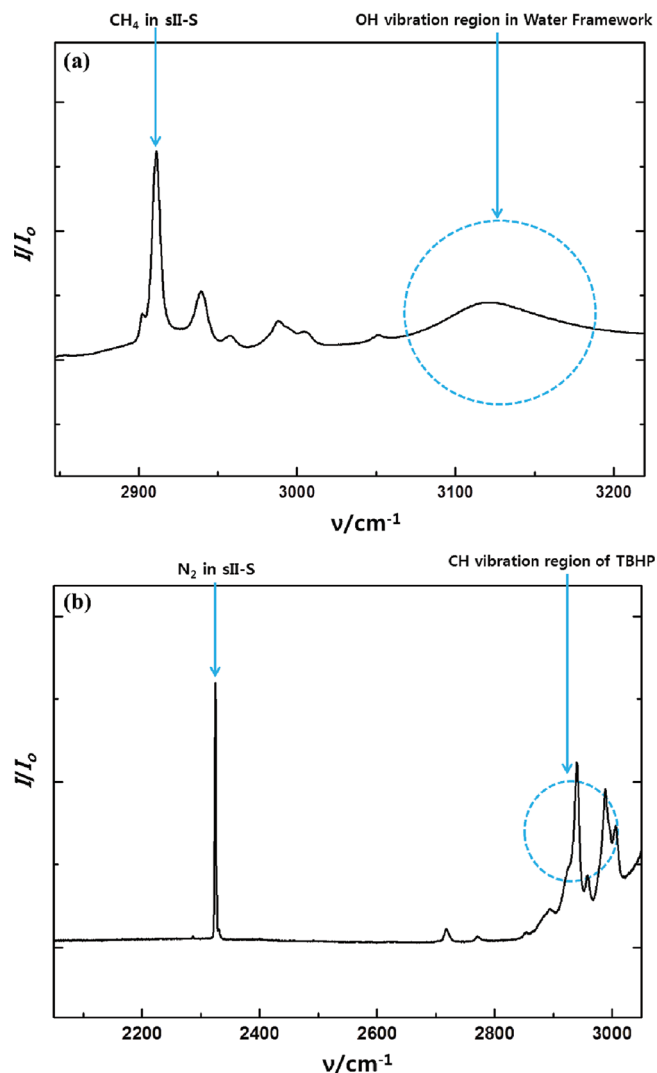 CH₄ in sII-S
OH vibration region in Water Framework
(a)
I/Iₒ
2900
3000
3100
3200
ν/cm⁻¹
N₂ in sII-S
CH vibration region of TBHP
(b)
I/Iₒ
2200
2400
2600
2800
3000
ν/cm⁻¹